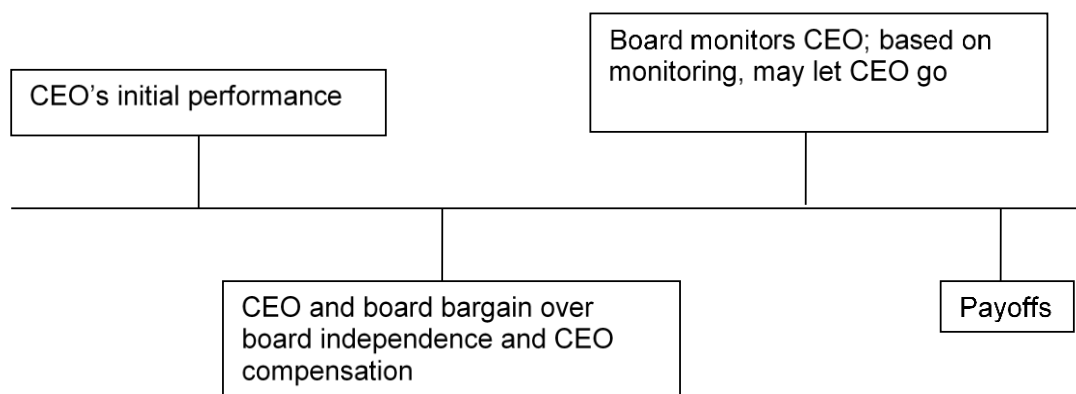 Board monitors CEO; based on
monitoring, may let CEO go
CEO’s initial performance
CEO and board bargain over
board independence and CEO
compensation
Payoffs